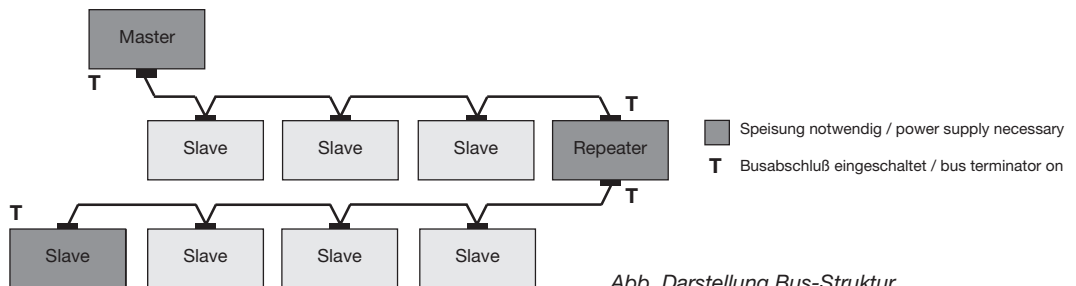 Master
T
T
Slave Slave Slave Repeater
Speisung notwendig / power supply necessary
T Busabschluß eingeschaltet / bus terminator on
T
T
Slave Slave Slave Slave
Abb. Darstellung Bus-Struktur